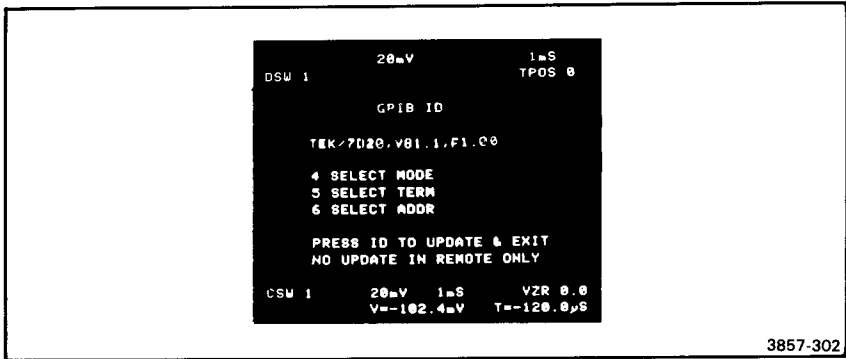 20mV 1mS
DSW 1 TPOS 0
GPIB ID
TEK/7D20,V81.1,F1.00
4 SELECT MODE
5 SELECT TERM
6 SELECT ADDR
PRESS ID TO UPDATE & EXIT
NO UPDATE IN REMOTE ONLY
CSW 1 20mV 1mS VZR 0.0
V=-102.4mV T=-120.0µS
3857-302